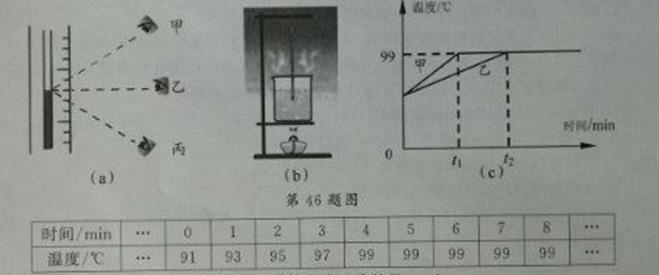 甲
乙
丙
(a)
(b)
温度/℃
99
甲
乙
时间/min
0
t₁
t₂
(c)
第 46 题图
时间/min … 0 1 2 3 4 5 6 7 8 …
温度/℃ … 91 93 95 97 99 99 99 99 99 …